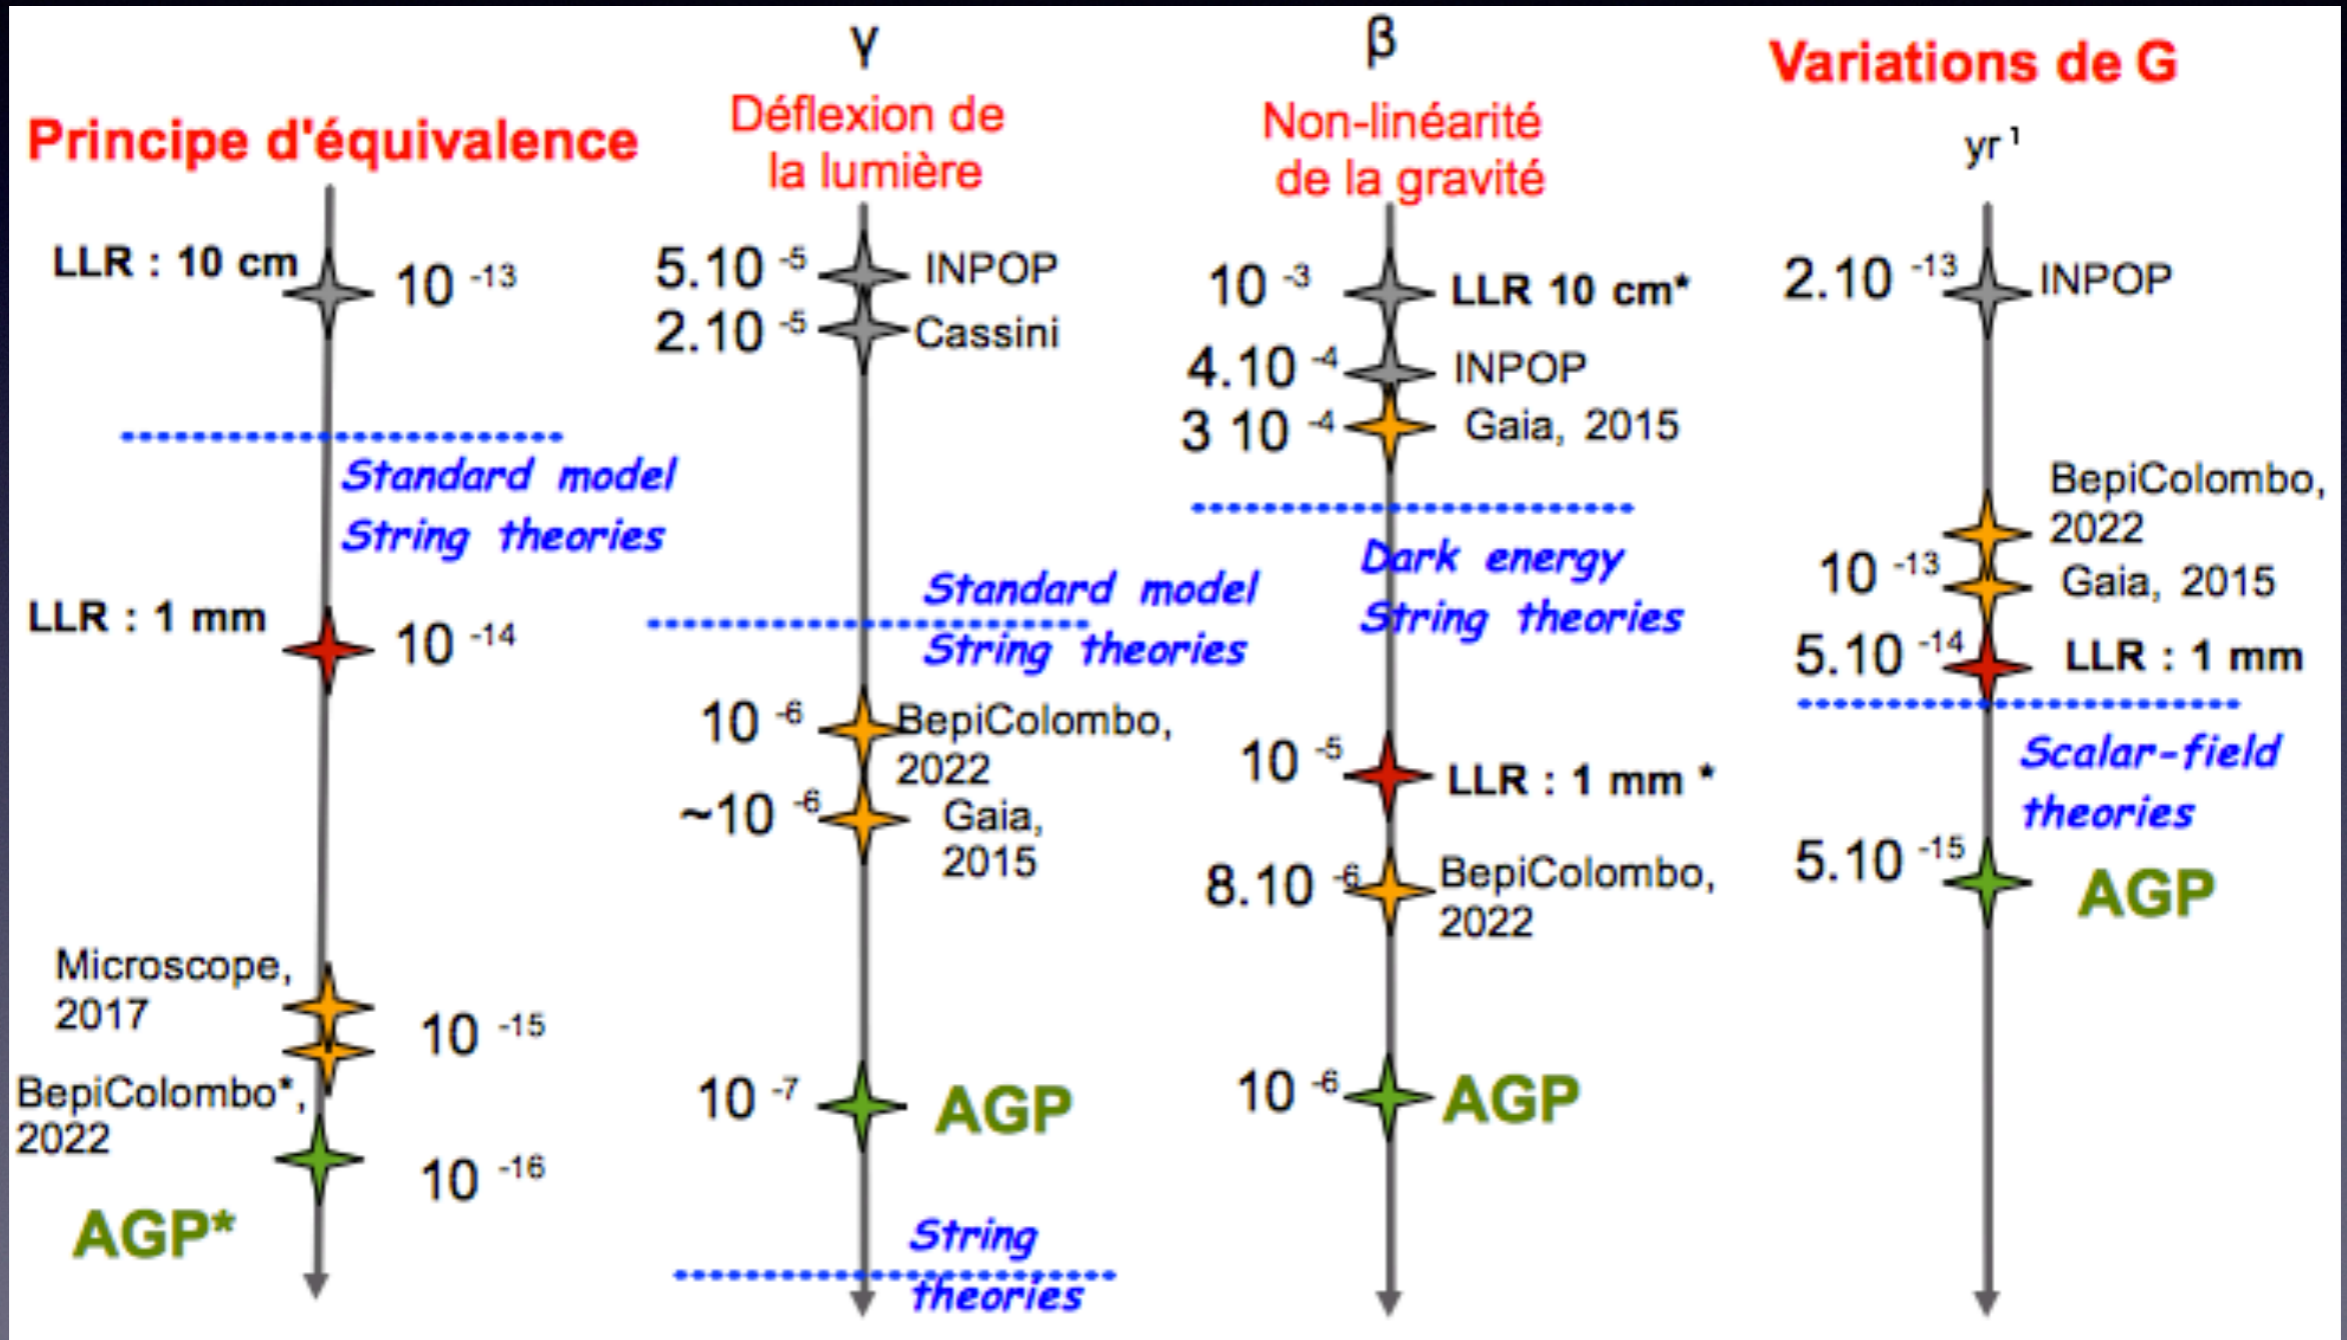 Principe d'équivalence
LLR : 10 cm
10 -13
Standard model
String theories
LLR : 1 mm
10 -14
Microscope,
2017
10 -15
BepiColombo*,
2022
10 -16
AGP*
γ
Déflexion de
la lumière
5.10 -5 INPOP
2.10 -5 Cassini
Standard model
String theories
10 -6 BepiColombo,
2022
~10 -6 Gaia,
2015
10 -7 AGP
String
theories
β
Non-linéarité
de la gravité
10 -3 LLR 10 cm*
4.10 -4 INPOP
3 10 -4 Gaia, 2015
Dark energy
String theories
10 -5 LLR : 1 mm *
8.10 -6 BepiColombo,
2022
10 -6 AGP
Variations de G
yr 1
2.10 -13 INPOP
BepiColombo,
2022
10 -13 Gaia, 2015
5.10 -14 LLR : 1 mm
Scalar-field
theories
5.10 -15 AGP